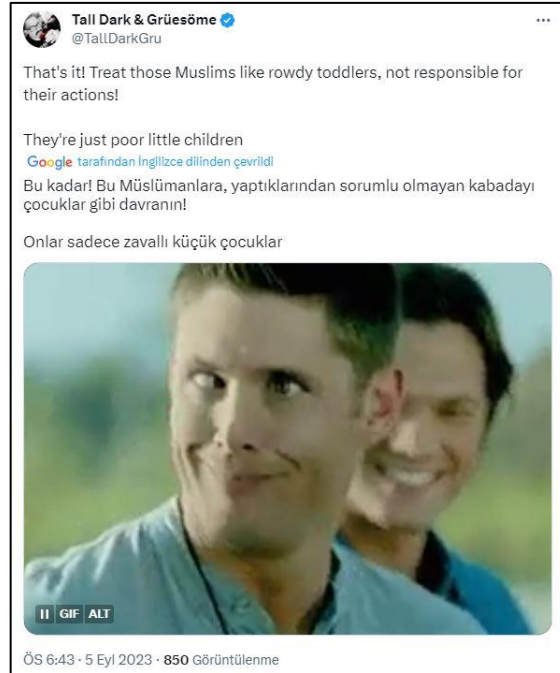 Tall Dark & Grüesöme
@TallDarkGru
That's it! Treat those Muslims like rowdy toddlers, not responsible for
their actions!
They're just poor little children
Google tarafından İngilizce dilinden çevrildi
Bu kadar! Bu Müslümanlara, yaptıklarından sorumlu olmayan kabadayı
çocuklar gibi davranın!
Onlar sadece zavallı küçük çocuklar
GIF ALT
ÖS 6:43 · 5 Eyl 2023 · 850 Görüntülenme